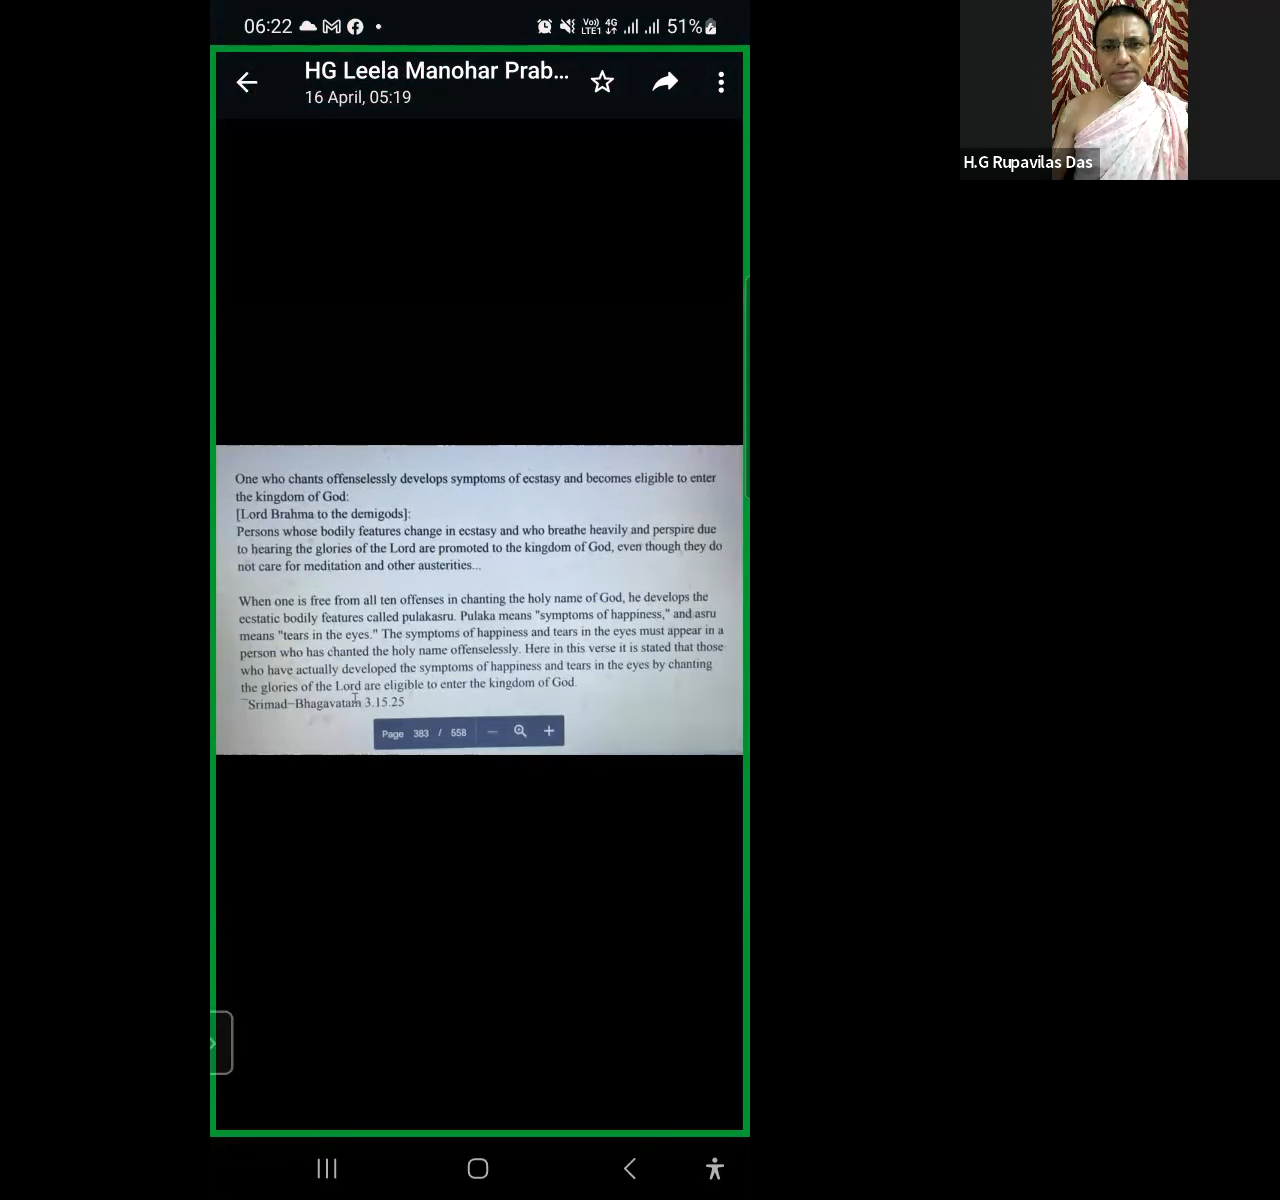 06:22
Vo))
LTE1
4G
51%
HG Leela Manohar Prab...
16 April, 05:19
H.G Rupavilas Das
One who chants offenselessly develops symptoms of ecstasy and becomes eligible to enter
the kingdom of God:
[Lord Brahma to the demigods]:
Persons whose bodily features change in ecstasy and who breathe heavily and perspire due
to hearing the glories of the Lord are promoted to the kingdom of God, even though they do
not care for meditation and other austerities...
When one is free from all ten offenses in chanting the holy name of God, he develops the
ecstatic bodily features called pulakasru. Pulaka means "symptoms of happiness," and asru
means "tears in the eyes." The symptoms of happiness and tears in the eyes must appear in a
person who has chanted the holy name offenselessly. Here in this verse it is stated that those
who have actually developed the symptoms of happiness and tears in the eyes by chanting
the glories of the Lord are eligible to enter the kingdom of God.
¯Srimad−Bhagavatam 3.15.25
Page 383 / 558